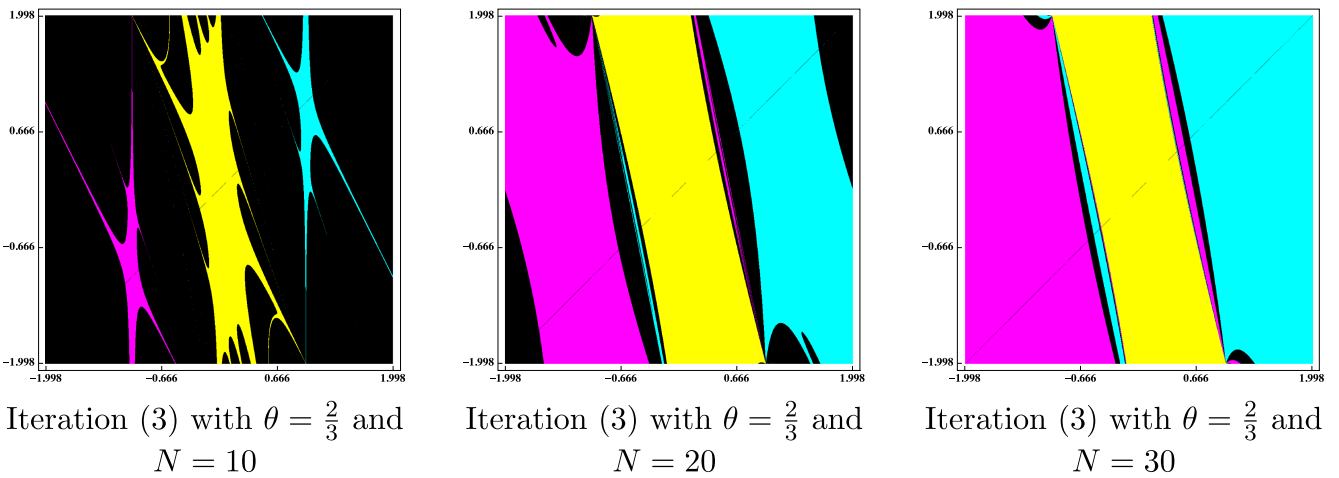 1.998
0.666
−0.666
−1.998
−1.998 −0.666 0.666 1.998
Iteration (3) with θ = 2/3 and
N = 10
1.998
0.666
−0.666
−1.998
−1.998 −0.666 0.666 1.998
Iteration (3) with θ = 2/3 and
N = 20
1.998
0.666
−0.666
−1.998
−1.998 −0.666 0.666 1.998
Iteration (3) with θ = 2/3 and
N = 30